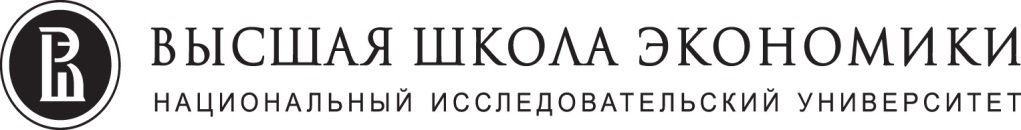 ВЫСШАЯ ШКОЛА ЭКОНОМИКИ
НАЦИОНАЛЬНЫЙ ИССЛЕДОВАТЕЛЬСКИЙ УНИВЕРСИТЕТ